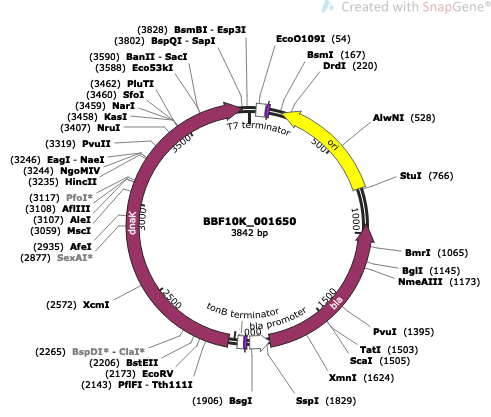 Created with SnapGene®
(3828) BsmBI - Esp3I
(3802) BspQI - SapI
(3590) BanII - SacI
(3588) Eco53kI
(3462) PluTI
(3460) SfoI
(3459) NarI
(3458) KasI
(3407) NruI
(3319) PvuII
(3246) EagI - NaeI
(3244) NgoMIV
(3235) HincII
(3117) PfoI*
(3108) AflIII
(3107) AleI
(3059) MscI
(2935) AfeI
(2877) SexAI*
(2572) XcmI
(2265) BspDI* - ClaI*
(2206) BstEII
(2173) EcoRV
(2143) PflFI - Tth111I
(1906) BsgI
EcoO109I (54)
BsmI (167)
DrdI (220)
AlwNI (528)
StuI (766)
BmrI (1065)
BglI (1145)
NmeAIII (1173)
PvuI (1395)
TatI (1503)
ScaI (1505)
XmnI (1624)
SspI (1829)
T7 terminator
ori
bla
bla promoter
tonB terminator
dnaK
500
1000
1500
2500
3000
3500
BBF10K_001650
3842 bp